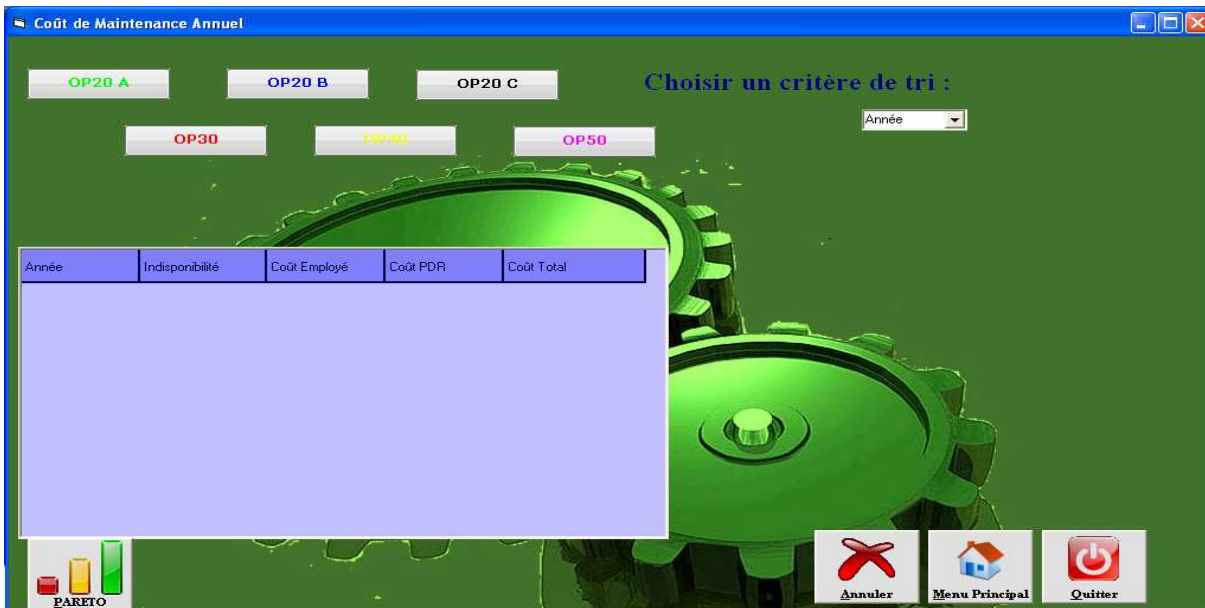 Coût de Maintenance Annuel
OP20 A
OP20 B
OP20 C
Choisir un critère de tri :
Année
OP30
OP40
OP50
Année
Indisponibilité
Coût Employé
Coût PDR
Coût Total
PARETO
Annuler
Menu Principal
Quitter